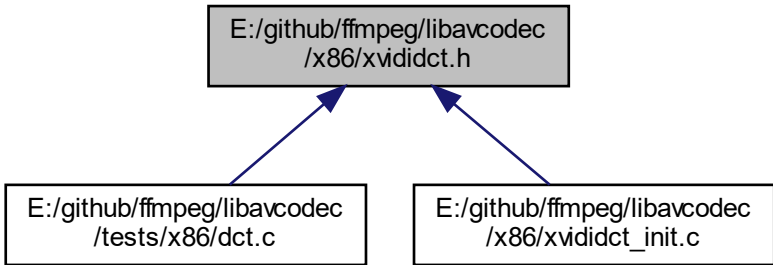 E:/github/ffmpeg/libavcodec
/x86/xvididct.h
E:/github/ffmpeg/libavcodec
/tests/x86/dct.c
E:/github/ffmpeg/libavcodec
/x86/xvididct_init.c